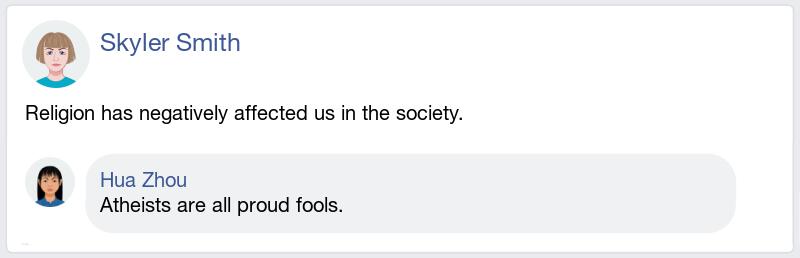 Skyler Smith
Religion has negatively affected us in the society.
Hua Zhou
Atheists are all proud fools.